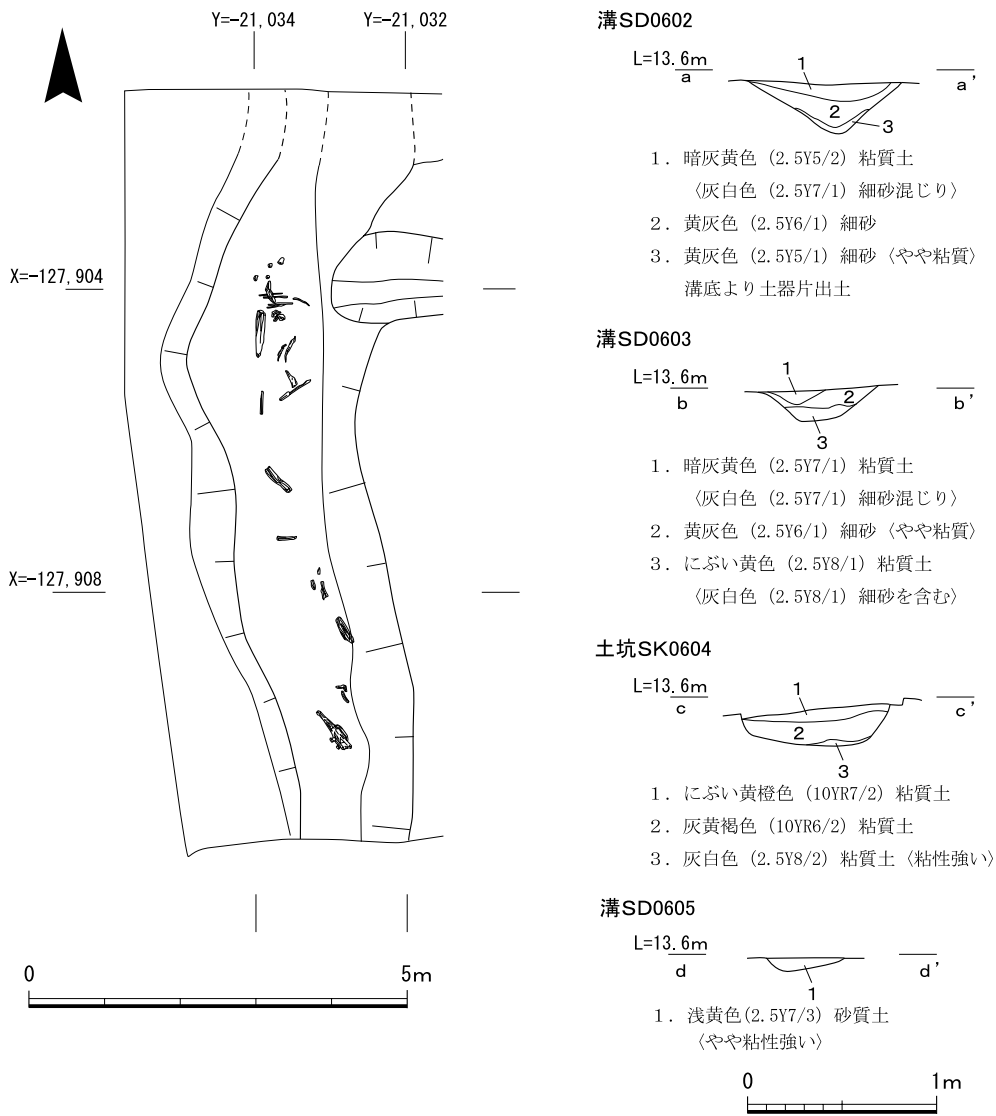 Y=-21,034
Y=-21,032
X=-127,904
X=-127,908
0
5m
溝SD0602
L=13.6m
a
a'
1
2
3
1．暗灰黄色（2.5Y5/2）粘質土
〈灰白色（2.5Y7/1）細砂混じり〉
2．黄灰色（2.5Y6/1）細砂
3．黄灰色（2.5Y5/1）細砂〈やや粘質〉
溝底より土器片出土
溝SD0603
L=13.6m
b
b'
1
2
3
1．暗灰黄色（2.5Y7/1）粘質土
〈灰白色（2.5Y7/1）細砂混じり〉
2．黄灰色（2.5Y6/1）細砂〈やや粘質〉
3．にぶい黄色（2.5Y8/1）粘質土
〈灰白色（2.5Y8/1）細砂を含む〉
土坑SK0604
L=13.6m
c
c'
1
2
3
1．にぶい黄橙色（10YR7/2）粘質土
2．灰黄褐色（10YR6/2）粘質土
3．灰白色（2.5Y8/2）粘質土〈粘性強い〉
溝SD0605
L=13.6m
d
d'
1
1．浅黄色(2.5Y7/3）砂質土
〈やや粘性強い〉
0
1m